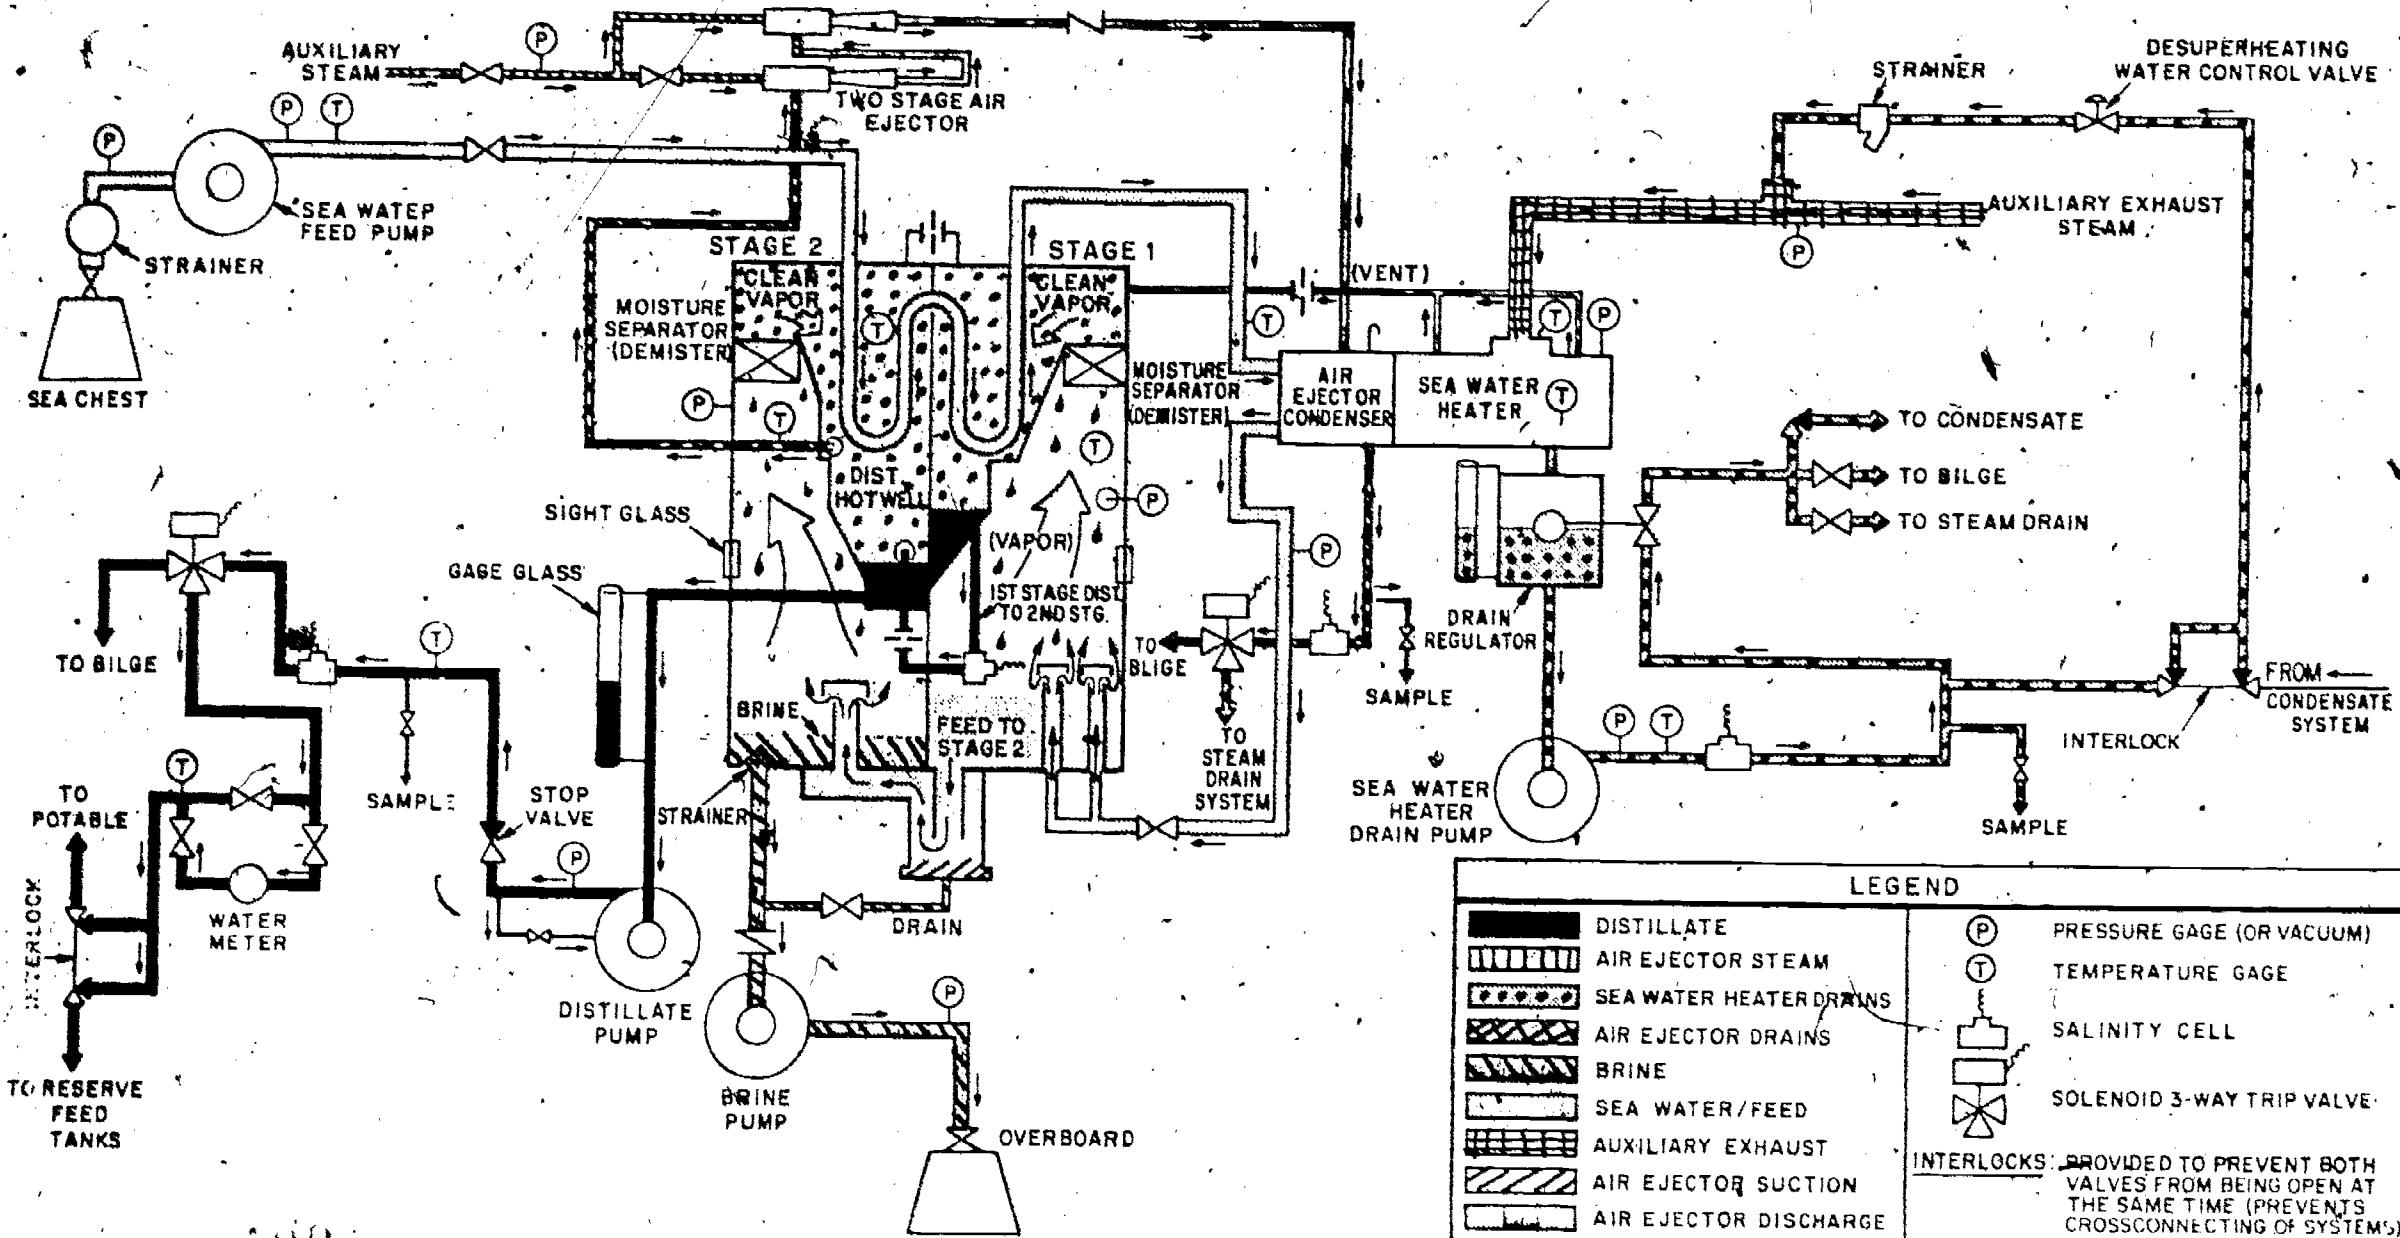 AUXILIARY
STEAM
P
TWO STAGE AIR
EJECTOR
P
T
P
SEA WATER
FEED PUMP
STRAINER
SEA CHEST
STRAINER
DESUPERHEATING
WATER CONTROL VALVE
AUXILIARY EXHAUST
STEAM
P
STAGE 2
STAGE 1
CLEAN
VAPOR
CLEAN
VAPOR
(VENT)
MOISTURE
SEPARATOR
(DEMISTER)
T
T
T
P
P
T
MOISTURE
SEPARATOR
(DEMISTER)
AIR
EJECTOR
CONDENSER
SEA WATER
HEATER
T
T
P
TO CONDENSATE
TO BILGE
TO STEAM DRAIN
DIST.
HOTWELL
SIGHT GLASS
(VAPOR)
1ST STAGE DIST.
TO 2ND STG.
GAGE GLASS
P
DRAIN
REGULATOR
TO BILGE
T
TO
BLIGE
SAMPLE
FROM
CONDENSATE
SYSTEM
INTERLOCK
BRINE
FEED TO
STAGE 2
TO
STEAM
DRAIN
SYSTEM
P
T
SEA WATER
HEATER
DRAIN PUMP
SAMPLE
T
TO
POTABLE
SAMPLE
STOP
VALVE
STRAINER
P
WATER
METER
INTERLOCK
DRAIN
DISTILLATE
PUMP
P
BRINE
PUMP
OVERBOARD
TO RESERVE
FEED
TANKS
LEGEND
DISTILLATE
AIR EJECTOR STEAM
SEA WATER HEATER DRAINS
AIR EJECTOR DRAINS
BRINE
SEA WATER/FEED
AUXILIARY EXHAUST
AIR EJECTOR SUCTION
AIR EJECTOR DISCHARGE
P PRESSURE GAGE (OR VACUUM)
T TEMPERATURE GAGE
SALINITY CELL
SOLENOID 3-WAY TRIP VALVE
INTERLOCKS: PROVIDED TO PREVENT BOTH
VALVES FROM BEING OPEN AT
THE SAME TIME (PREVENTS
CROSSCONNECTING OF SYSTEMS)